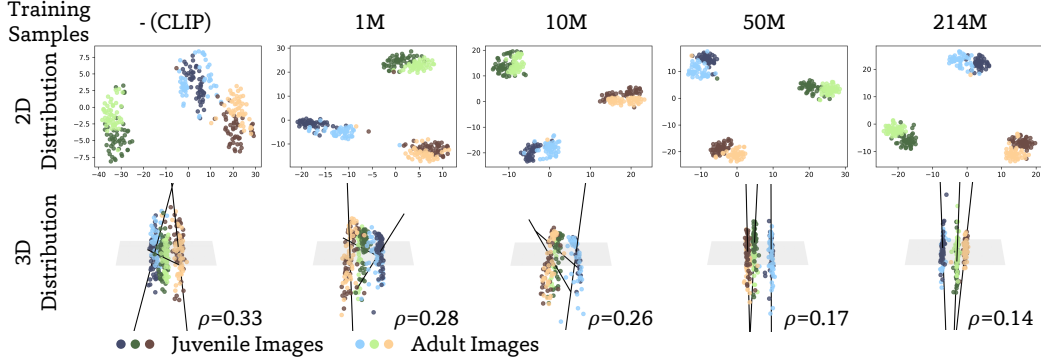 Training Samples
- (CLIP) 1M 10M 50M 214M
2D Distribution
7.5 5.0 2.5 0.0 −2.5 −5.0 −7.5
−40 −30 −20 −10 0 10 20 30
30 20 10 0 −10
−20 −15 −10 −5 0 5 10
20 10 0 −10 −20
−10 0 10 20
10 0 −10 −20
−10 0 10 20 30
20 10 0 −10
−20 −10 0 10
3D Distribution
ρ=0.33 ρ=0.28 ρ=0.26 ρ=0.17 ρ=0.14
Juvenile Images Adult Images